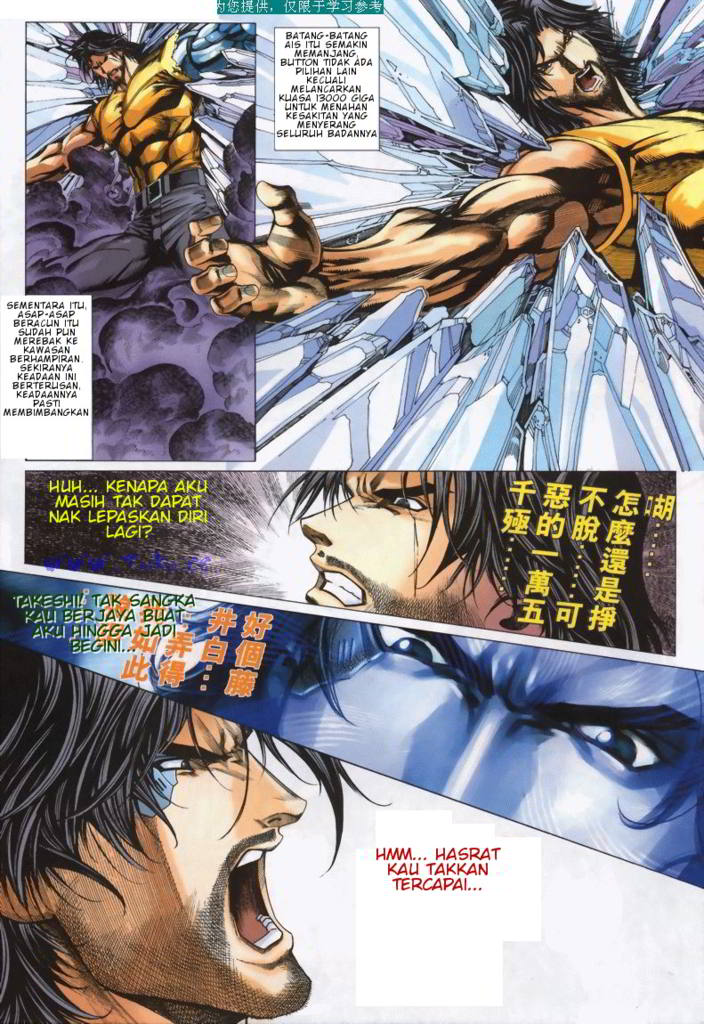 为您提供，仅限于学习参考
BATANG-BATANG
AIS ITU SEMAKIN
MEMANJANG,
BUTTON TIDAK ADA
PILIHAN LAIN
KECUALI
MELANCARKAN
KUASA 13000 GIGA
UNTUK MENAHAN
KESAKITAN YANG
MENYERANG
SELURUH BADANNYA
SEMENTARA ITU,
ASAP-ASAP
BERACUN ITU
SUDAH PUN
MEREBAK KE
KAWASAN
BERHAMPIRAN.
SEKIRANYA
KEADAAN INI
BERTERUSAN,
KEADAANNYA
PASTI
MEMBIMBANGKAN
HUH... KENAPA AKU
MASIH TAK DAPAT
NAK LEPASKAN DIRI
LAGI?
胡……
怎麼還是掙
不脫……可
惡的一萬五
千極……
TAKESHI! TAK SANGKA
KAU BERJAYA BUAT
AKU HINGGA JADI
BEGINI...
好個藤
井白…
弄得
如此
HMM... HASRAT
KAU TAKKAN
TERCAPAI...